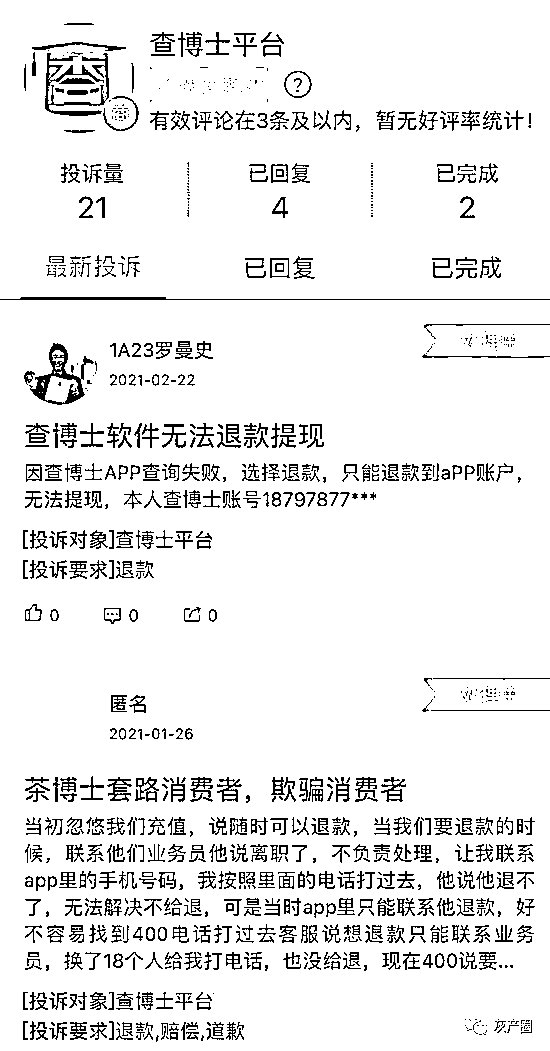 查博士平台
有效评论在3条及以内，暂无好评率统计！
投诉量
已回复
已完成
21
4
2
最新投诉
已回复
已完成
1A23罗曼史
2021-02-22
查博士软件无法退款提现
因查博士APP查询失败，选择退款，只能退款到aPP账户，
无法提现，本人查博士账号18797877***
[投诉对象]查博士平台
[投诉要求]退款
0
0
0
匿名
2021-01-26
茶博士套路消费者，欺骗消费者
当初忽悠我们充值，说随时可以退款，当我们要退款的时
候，联系他们业务员他说离职了，不负责处理，让我联系
app里的手机号码，我按照里面的电话打过去，他说他退不
了，无法解决不给退，可是当时app里只能联系他退款，好
不容易找到400电话打过去客服说想退款只能联系业务
员，换了18个人给我打电话，也没给退，现在400说要...
[投诉对象]查博士平台
[投诉要求]退款,赔偿,道歉
灰产圈